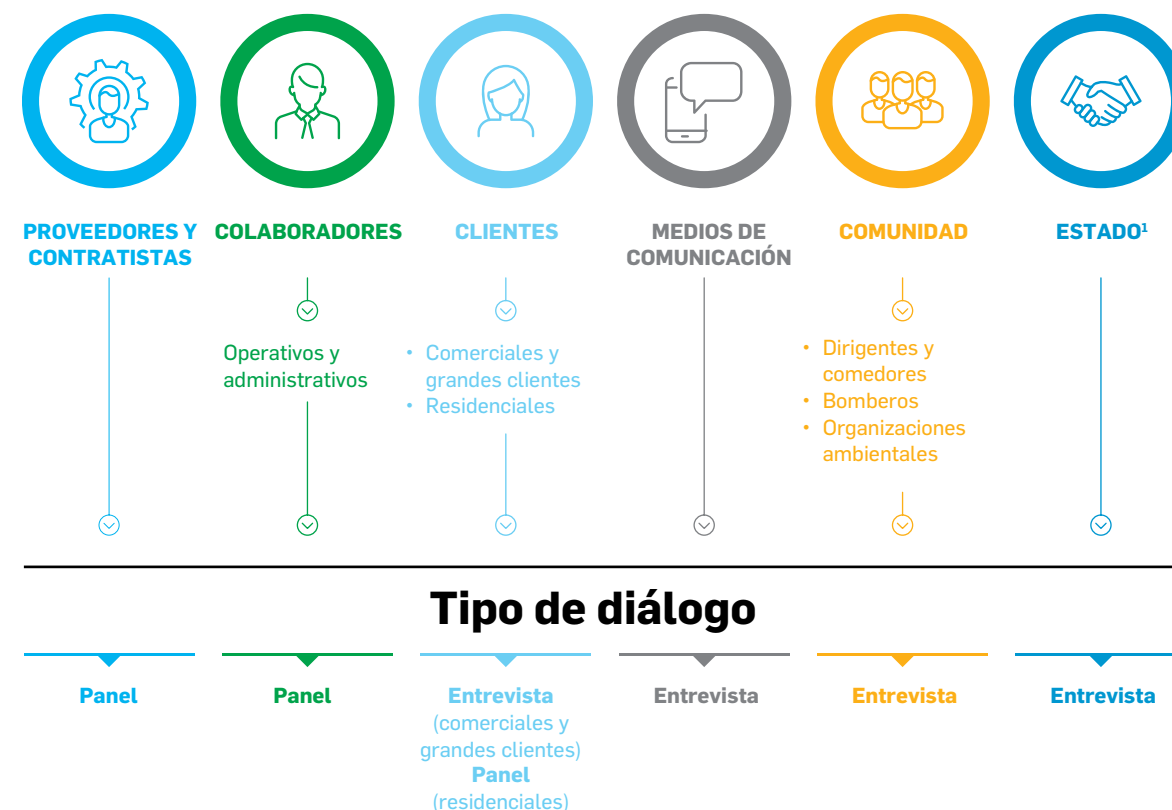 PROVEEDORES Y
CONTRATISTAS
COLABORADORES
CLIENTES
MEDIOS DE
COMUNICACIÓN
COMUNIDAD
ESTADO¹
Operativos y
administrativos
• Comerciales y
grandes clientes
• Residenciales
• Dirigentes y
comedores
• Bomberos
• Organizaciones
ambientales
Tipo de diálogo
Panel
Panel
Entrevista
(comerciales y
grandes clientes)
Panel
(residenciales)
Entrevista
Entrevista
Entrevista